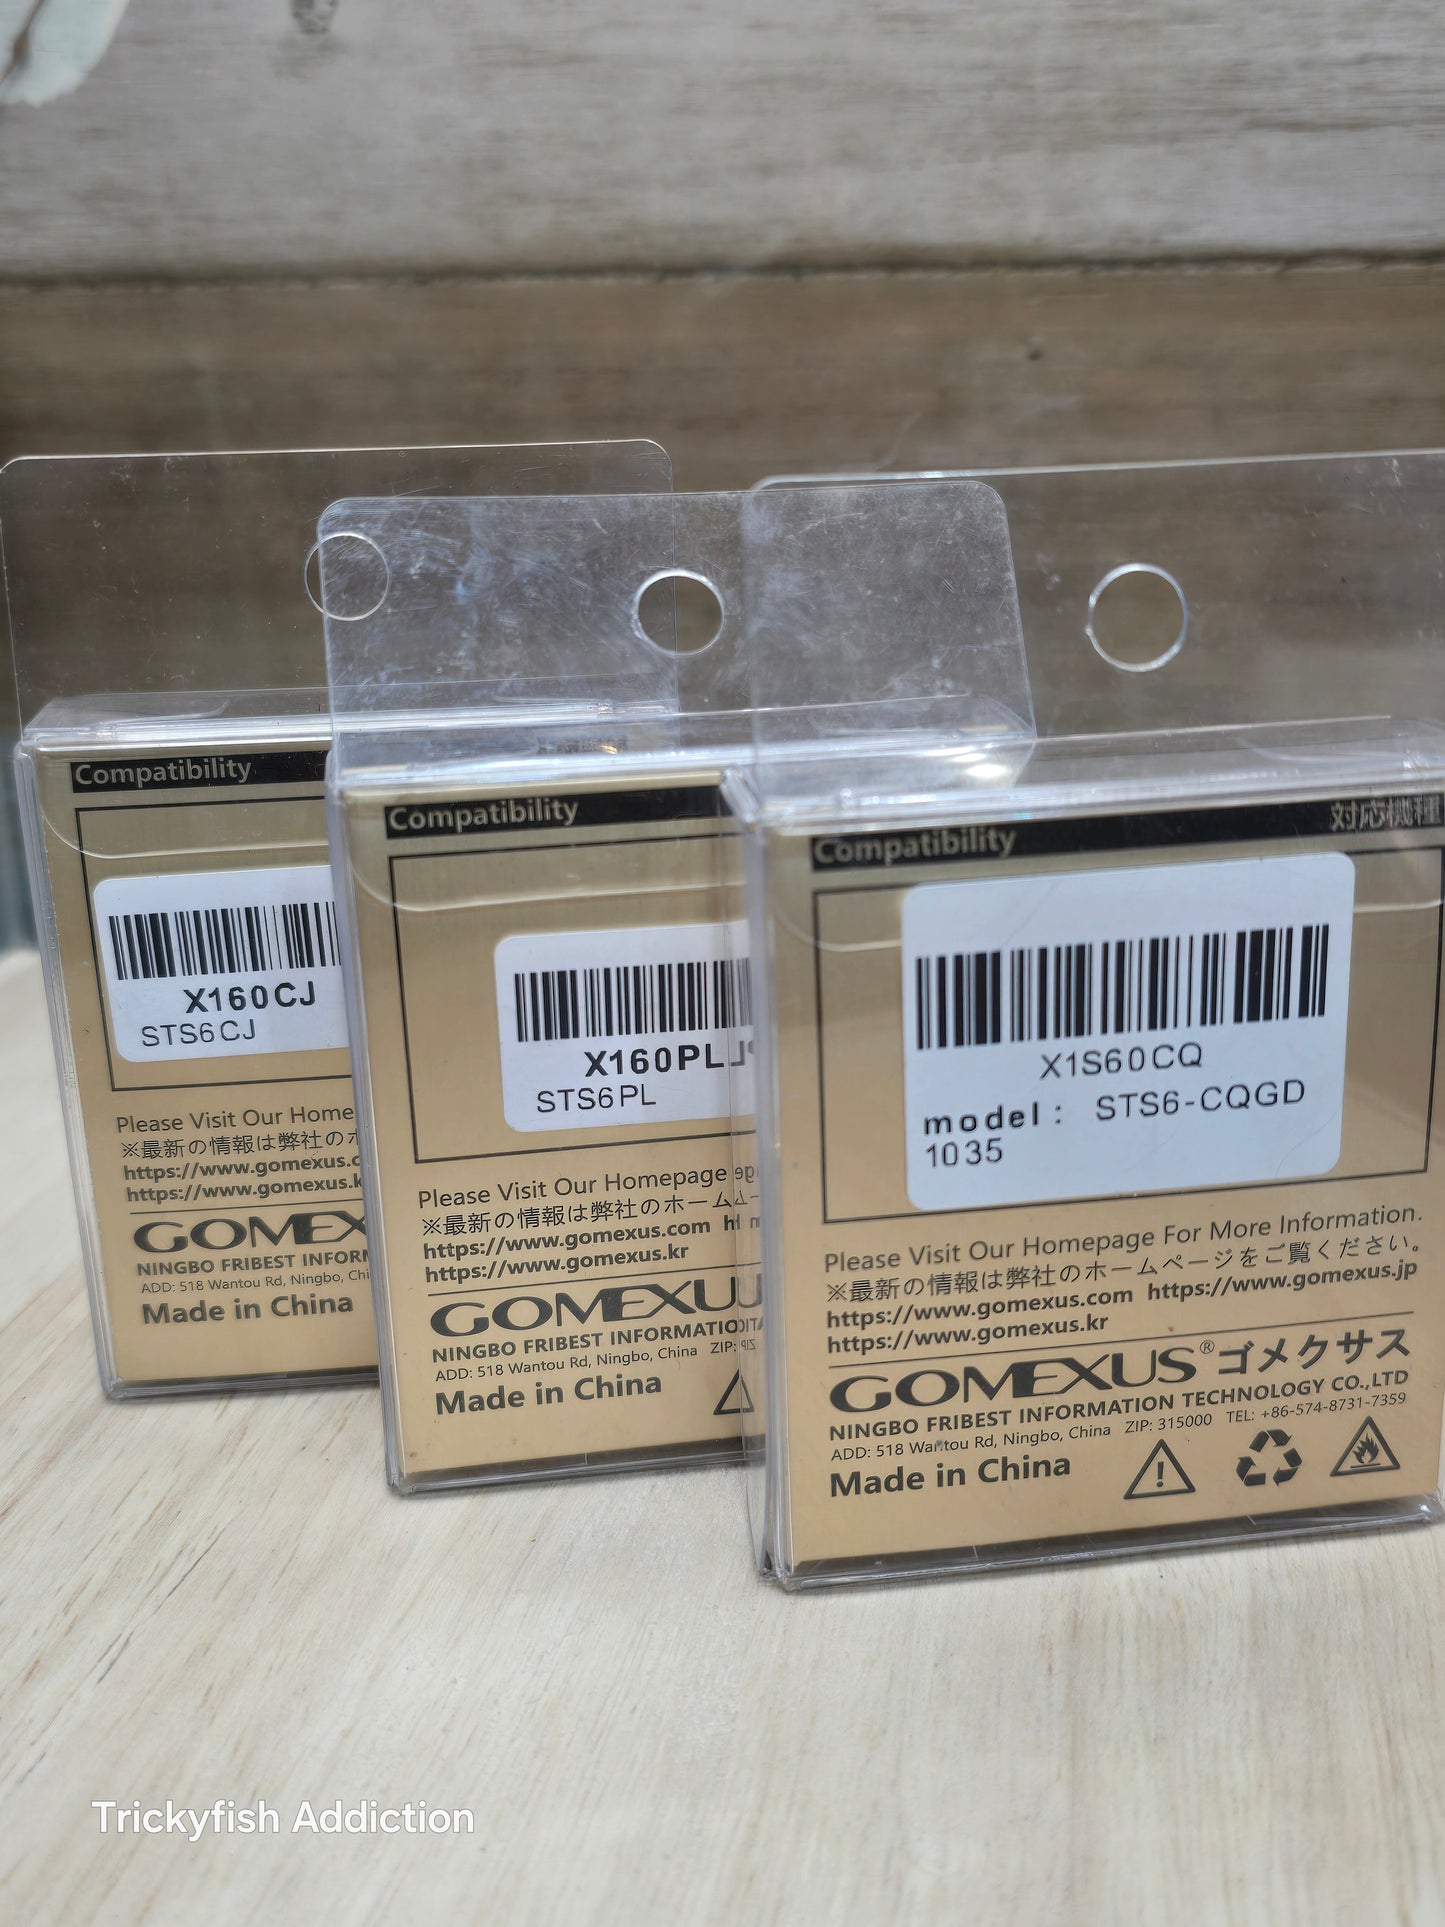 Compatibility
X160CJ
STS6CJ
Please Visit Our Home
※最新の情報は弊社の
https://www.gomexus.c
https://www.gomexus.k
GOMEX
NINGBO FRIBEST INFOR
ADD: 518 Wantou Rd, Ningbo, Chi
Made in China
Compatibility
X160PL
STS6PL
Please Visit Our Homepage
※最新の情報は弊社のホーム
https://www.gomexus.com
https://www.gomexus.kr
GOMEXU
NINGBO FRIBEST INFORMATIO
ADD: 518 Wantou Rd, Ningbo, China ZIP:
Made in China
対応機種
Compatibility
X1S60CQ
model: STS6-CQGD
1035
Please Visit Our Homepage For More Information.
※最新の情報は弊社のホームページをご覧ください。
https://www.gomexus.com https://www.gomexus.jp
https://www.gomexus.kr
GOMEXUS®ゴメクサス
NINGBO FRIBEST INFORMATION TECHNOLOGY CO.,LTD
ADD: 518 Wantou Rd, Ningbo, China ZIP: 315000 TEL: +86-574-8731-7359
Made in China
Trickyfish Addiction